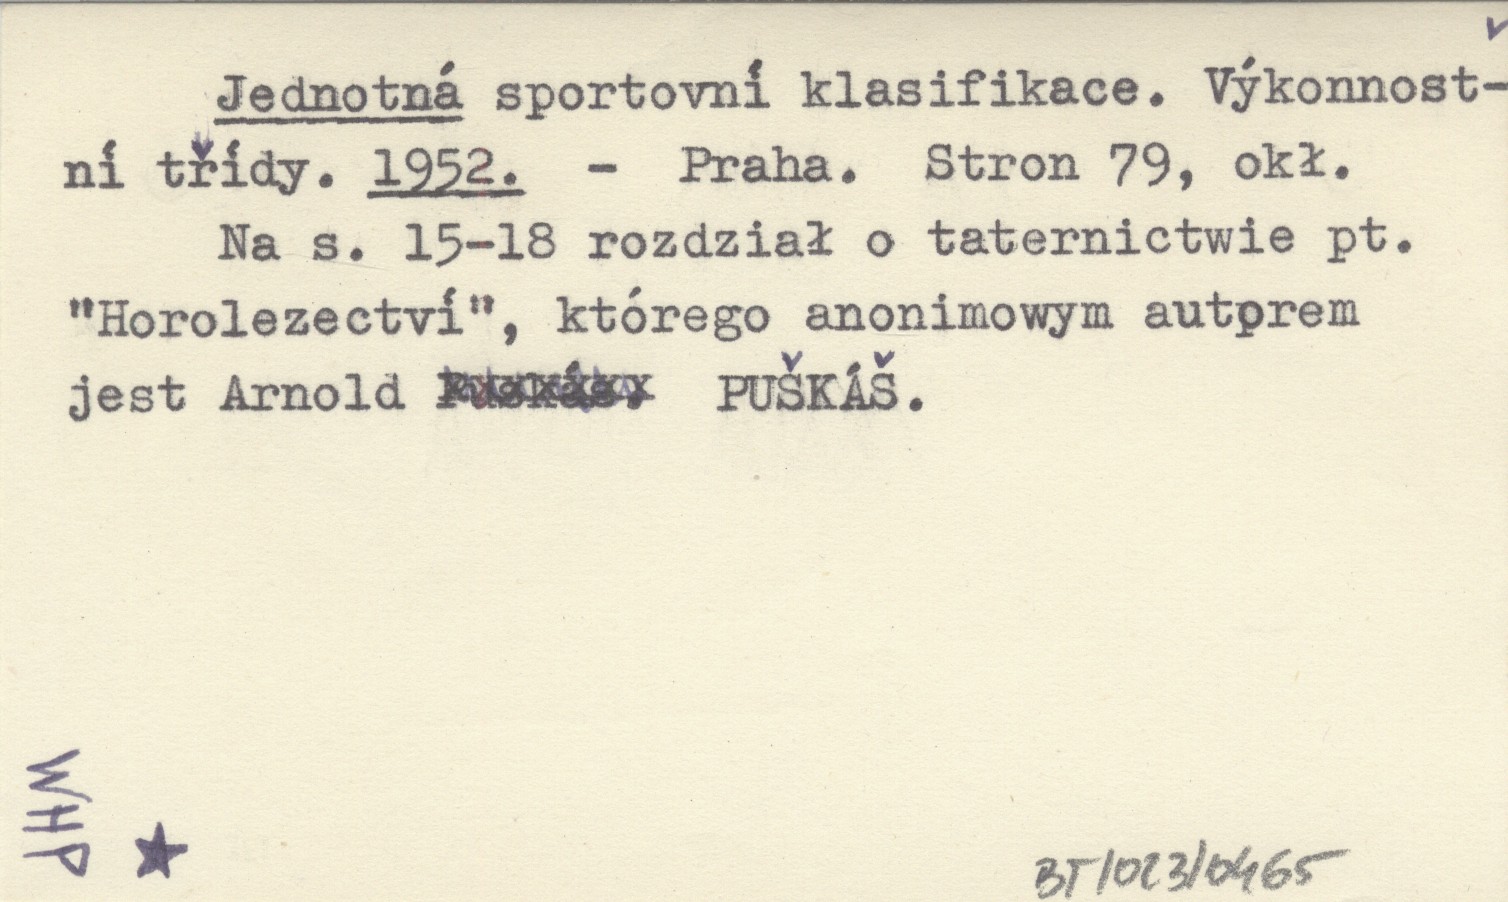 Jednotná sportovní klasifikace. Výkonnost-
ní třídy. 1952. - Praha. Stron 79, okł.
Na s. 15-18 rozdział o taternictwie pt.
"Horolezectví", którego anonimowym autorem
jest Arnold PUŠKÁŠ.
WHP
BT/023/0465